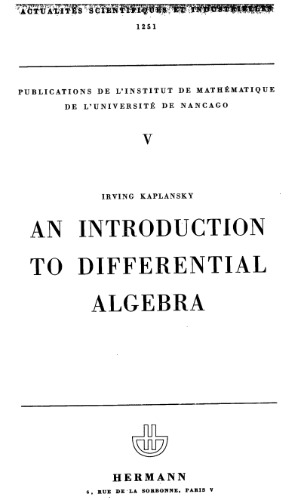 ACTUALITÉS SCIENTIFIQUES ET INDUSTRIELLES
1251
PUBLICATIONS DE L'INSTITUT DE MATHÉMATIQUE
DE L'UNIVERSITÉ DE NANCAGO
V
IRVING KAPLANSKY
AN INTRODUCTION
TO DIFFERENTIAL
ALGEBRA
HERMANN
6, RUE DE LA SORBONNE, PARIS V